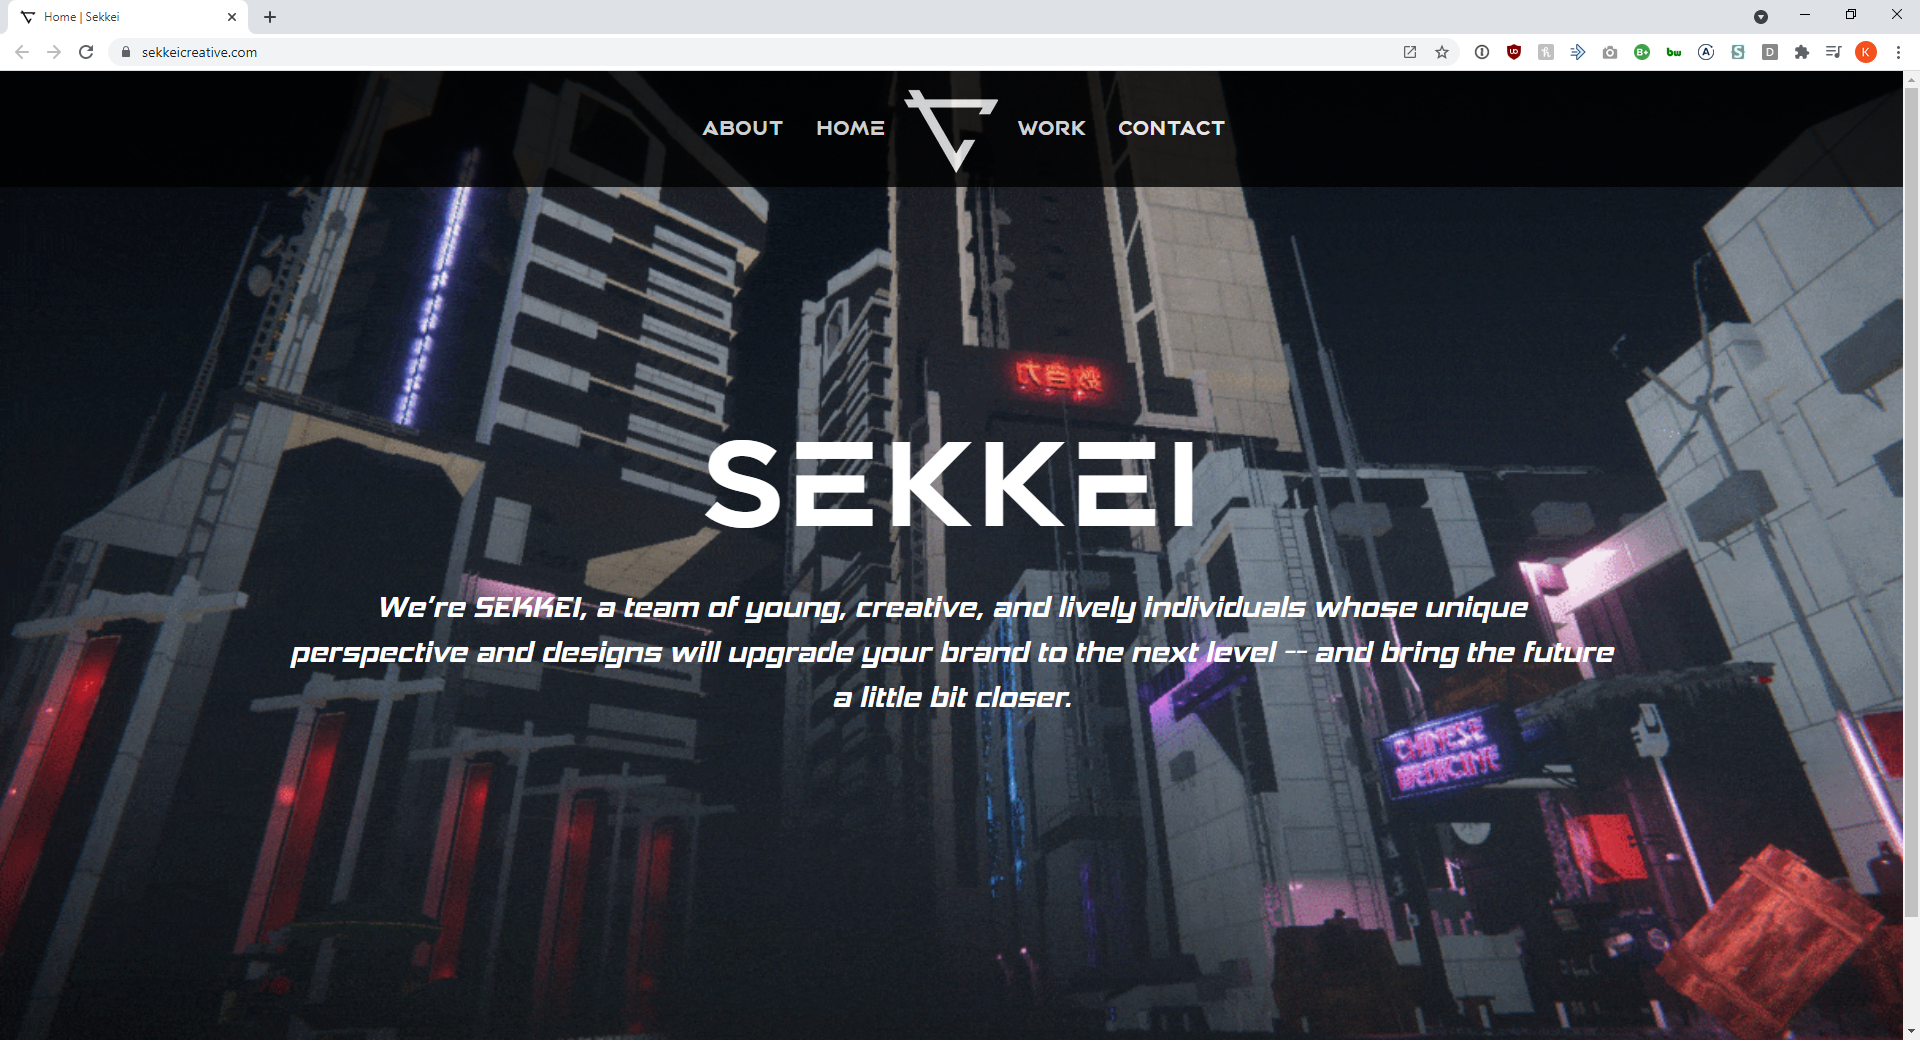 Home | Sekkei
sekkeicreative.com
ABOUT HOME WORK CONTACT
SEKKEI
We're SEKKEI, a team of young, creative, and lively individuals whose unique
perspective and designs will upgrade your brand to the next level -- and bring the future
a little bit closer.
CHINESE
MEDICINE